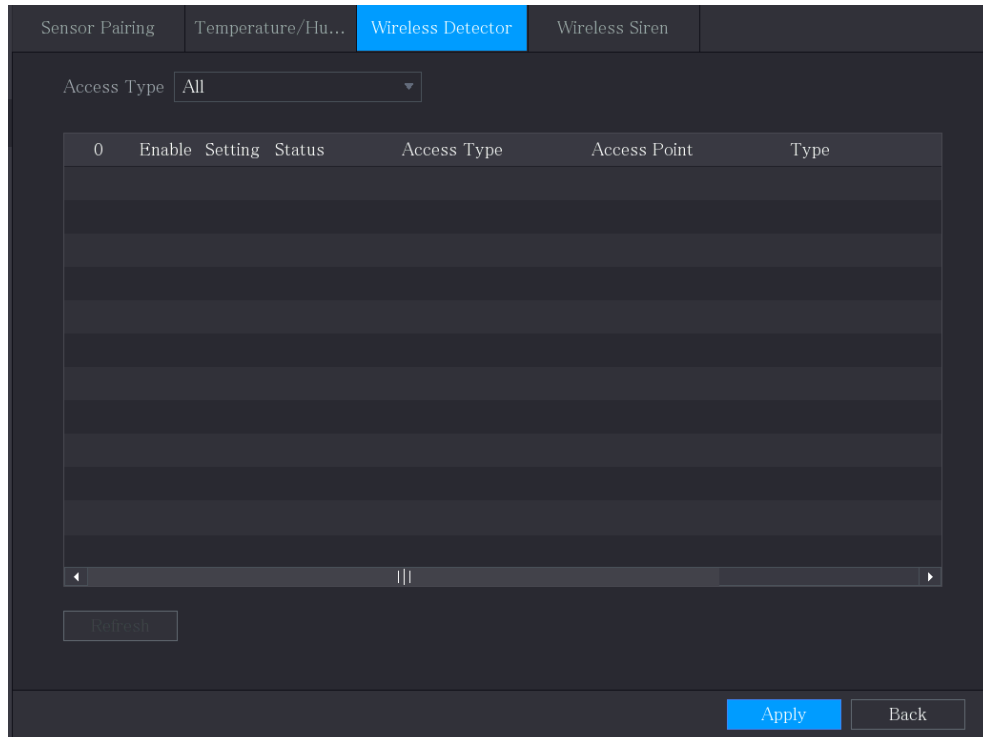 Sensor Pairing Temperature/Hu... Wireless Detector Wireless Siren
Access Type All
0 Enable Setting Status Access Type Access Point Type
Refresh
Apply Back